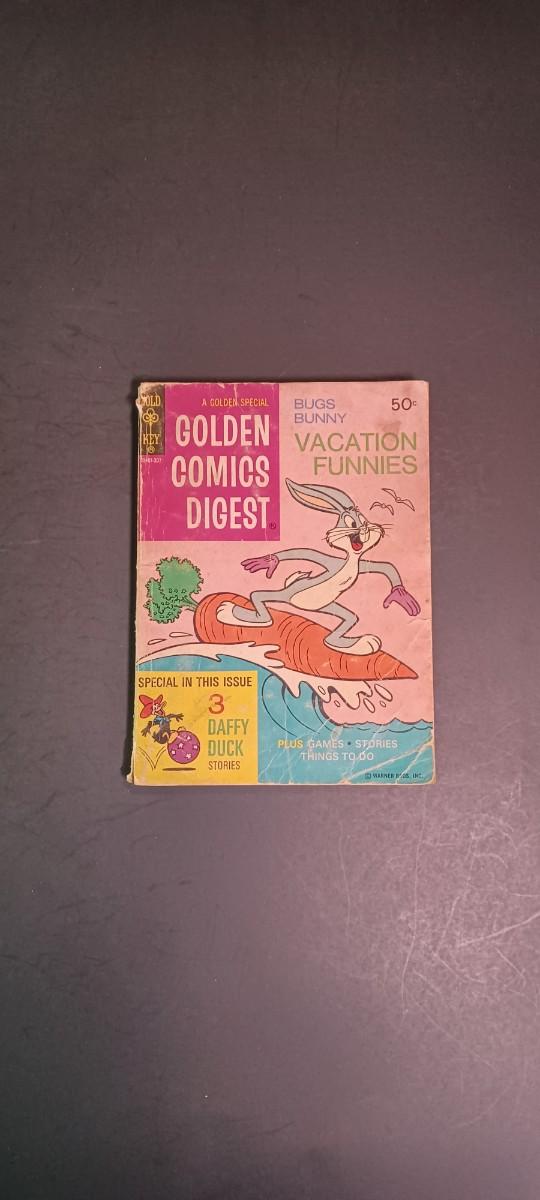 GOLD
KEY
A GOLDEN SPECIAL
GOLDEN
COMICS
DIGEST
®
BUGS
BUNNY
50¢
VACATION
FUNNIES
SPECIAL IN THIS ISSUE
3
DAFFY
DUCK
STORIES
PLUS GAMES • STORIES
THINGS TO DO
© WARNER BROS. INC.